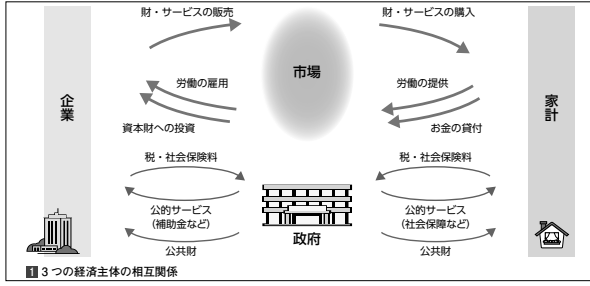 財・サービスの販売
財・サービスの購入
市場
労働の雇用
労働の提供
企業
家計
資本財への投資
お金の貸付
税・社会保険料
税・社会保険料
公的サービス
(補助金など)
公的サービス
(社会保障など)
政府
公共財
公共財
1 3つの経済主体の相互関係